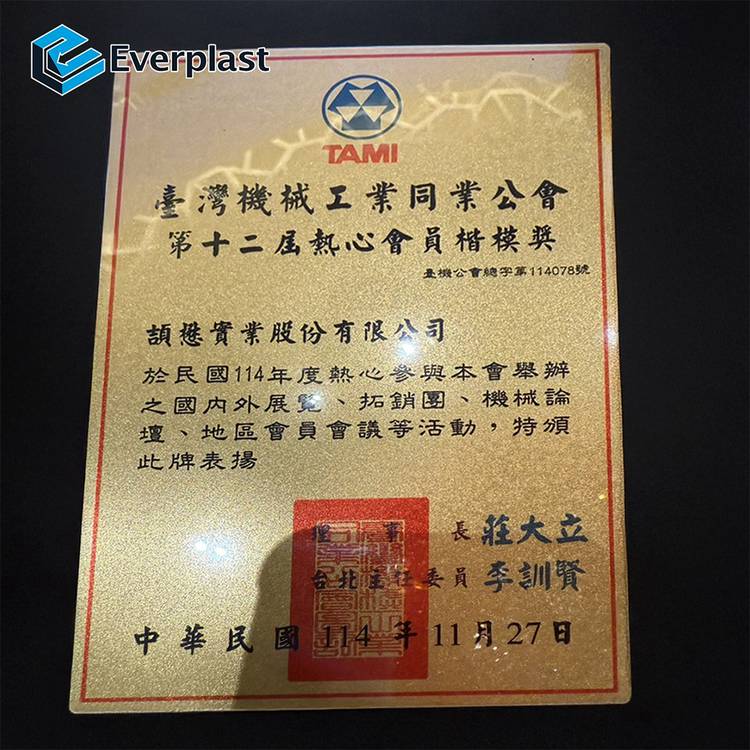 Everplast
TAMI
臺灣機械工業同業公會
第十二屆熱心會員楷模獎
臺機公會總字第114078號
頡懋實業股份有限公司
於民國114年度熱心參與本會舉辦
之國內外展覽、拓銷團、機械論
壇、地區會員會議等活動，特頒
此牌表揚
理事長 莊大立
台北主任委員 李訓賢
中華民國 114 年 11 月 27 日